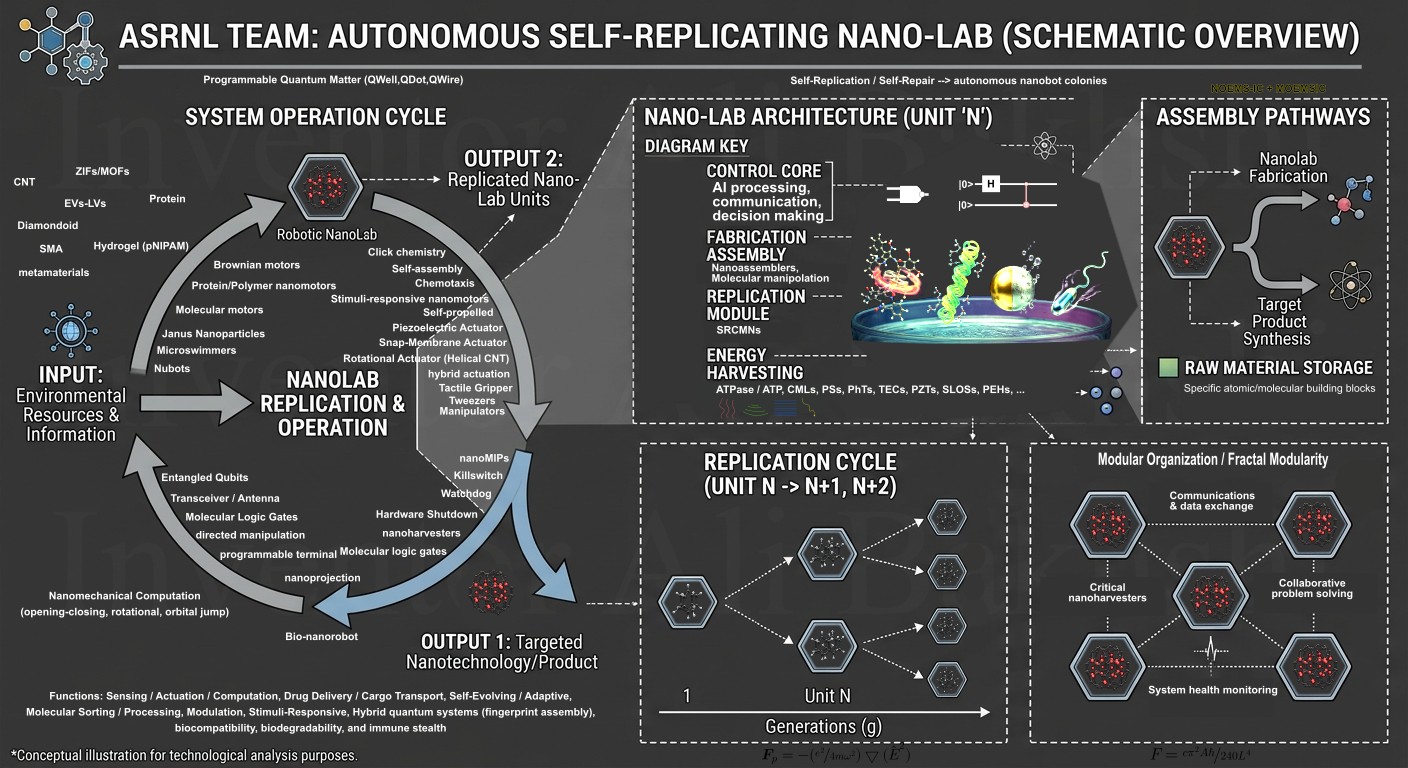 ASRNL TEAM: AUTONOMOUS SELF-REPLICATING NANO-LAB (SCHEMATIC OVERVIEW)
Programmable Quantum Matter (QWell,QDot,QWire)
Self-Replication / Self-Repair --> autonomous nanobot colonies
NOEMS-IC + MOEMSIC
SYSTEM OPERATION CYCLE
CNT
ZIFs/MOFs
EVs-LVs
Protein
Diamondoid
SMA
Hydrogel (pNIPAM)
metamaterials
Robotic NanoLab
OUTPUT 2:
Replicated Nano-
Lab Units
Brownian motors
Protein/Polymer nanomotors
Molecular motors
Janus Nanoparticles
Microswimmers
Nubots
Click chemistry
Self-assembly
Chemotaxis
Stimuli-responsive nanomotors
Self-propelled
Piezoelectric Actuator
Snap-Membrane Actuator
Rotational Actuator (Helical CNT)
hybrid actuation
Tactile Gripper
Tweezers
Manipulators
INPUT:
Environmental
Resources &
Information
NANOLAB
REPLICATION &
OPERATION
nanoMIPs
Killswitch
Watchdog
Hardware Shutdown
nanoharvesters
Molecular logic gates
Entangled Qubits
Transceiver / Antenna
Molecular Logic Gates
directed manipulation
programmable terminal
nanoprojection
Nanomechanical Computation
(opening-closing, rotational, orbital jump)
Bio-nanorobot
OUTPUT 1: Targeted
Nanotechnology/Product
Functions: Sensing / Actuation / Computation, Drug Delivery / Cargo Transport, Self-Evolving / Adaptive,
Molecular Sorting / Processing, Modulation, Stimuli-Responsive, Hybrid quantum systems (fingerprint assembly),
biocompatibility, biodegradability, and immune stealth
*Conceptual illustration for technological analysis purposes.
NANO-LAB ARCHITECTURE (UNIT 'N')
DIAGRAM KEY
CONTROL CORE
AI processing,
communication,
decision making
|0>
H
|0>
FABRICATION
ASSEMBLY
Nanoassemblers,
Molecular manipulation
REPLICATION
MODULE
SRCMNs
ENERGY
HARVESTING
ATPase / ATP, CMLs, PSs, PhTs, TECs, PZTs, SLOSs, PEHs, ...
ASSEMBLY PATHWAYS
Nanolab
Fabrication
Target
Product
Synthesis
RAW MATERIAL STORAGE
Specific atomic/molecular building blocks
REPLICATION CYCLE
(UNIT N -> N+1, N+2)
1
Unit N
Generations (g)
Modular Organization / Fractal Modularity
Communications
& data exchange
Critical
nanoharvesters
Collaborative
problem solving
System health monitoring
Inventor Ali B
F = cπ²Aħ/240L⁴